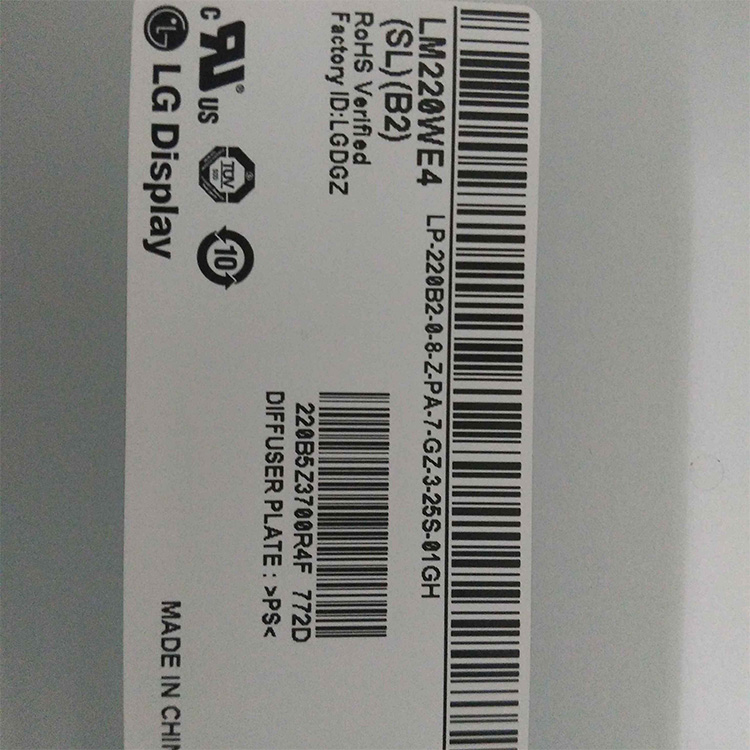 LM220WE4
(SL)(B2)
RoHS Verified
Factory ID:LGDGZ
LP-220B2-0-8-Z-PA-7-GZ-3-25S-01GH
c RU ® US
TÜV
10
LG Display
220B5Z3700R4F 772D
DIFFUSER PLATE : >PS<
MADE IN CHIN